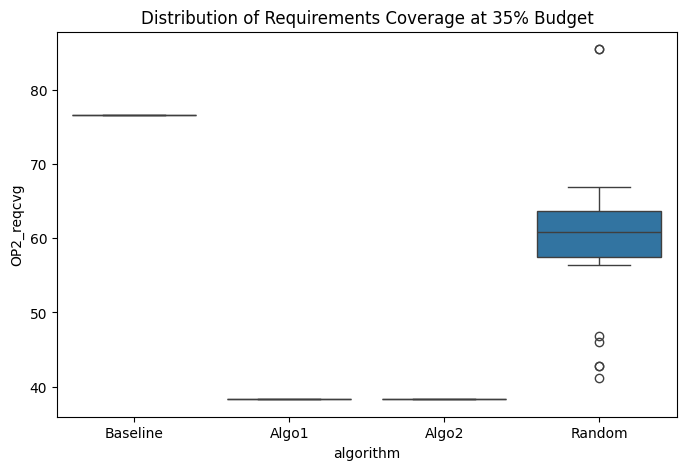 Distribution of Requirements Coverage at 35% Budget
OP2_reqcvg
80
70
60
50
40
Baseline
Algo1
Algo2
Random
algorithm